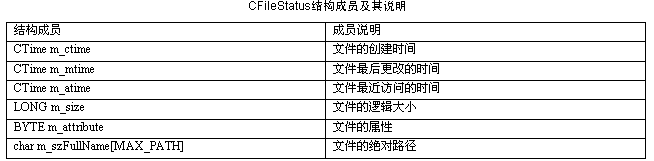 CFileStatus结构成员及其说明
结构成员 成员说明
CTime m_ctime 文件的创建时间
CTime m_mtime 文件最后更改的时间
CTime m_atime 文件最近访问的时间
LONG m_size 文件的逻辑大小
BYTE m_attribute 文件的属性
char m_szFullName[MAX_PATH] 文件的绝对路径